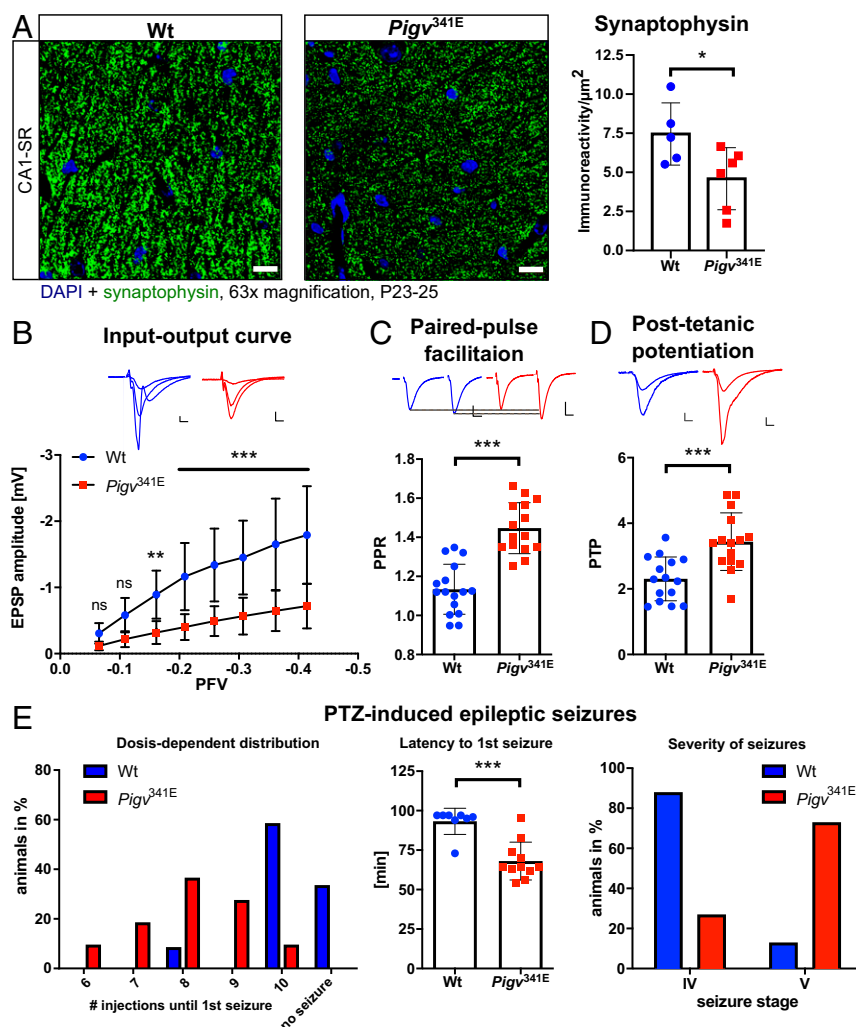 A
Wt
Pigv341E
CA1-SR
DAPI + synaptophysin, 63x magnification, P23-25
Synaptophysin
*
Immunoreactivity/µm2
10.0
7.5
5.0
2.5
0.0
Wt
Pigv341E
B
Input-output curve
Wt
Pigv341E
***
**
ns
ns
EPSP amplitude [mV]
-3
-2
-1
0
0.0
-0.1
-0.2
-0.3
-0.4
-0.5
PFV
C
Paired-pulse
facilitaion
***
PPR
1.8
1.6
1.4
1.2
1.0
0.8
Wt
Pigv341E
D
Post-tetanic
potentiation
***
PTP
6
4
2
0
Wt
Pigv341E
E
PTZ-induced epileptic seizures
Dosis-dependent distribution
Wt
Pigv341E
animals in %
80
60
40
20
0
6
7
8
9
10
no seizure
# injections until 1st seizure
Latency to 1st seizure
***
[min]
125
100
75
50
25
0
Wt
Pigv341E
Severity of seizures
Wt
Pigv341E
animals in %
100
80
60
40
20
0
IV
V
seizure stage